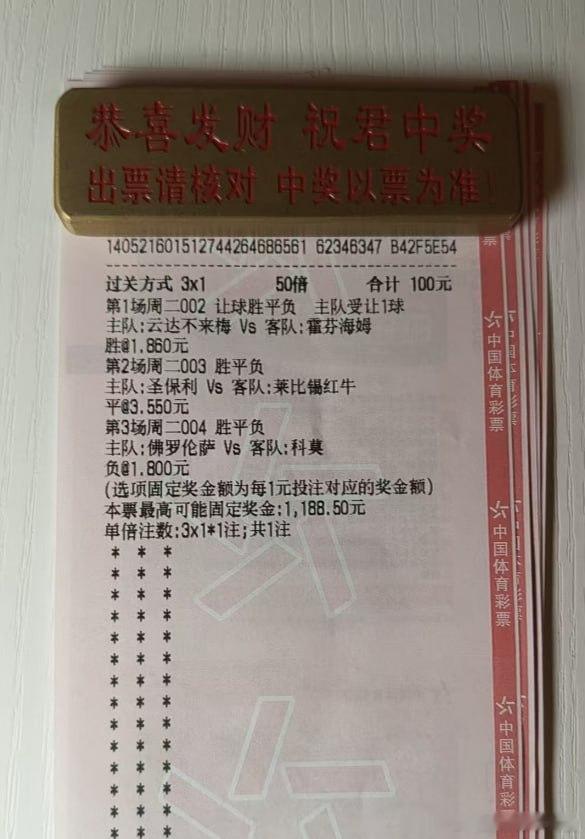 恭喜发财 祝君中奖
出票请核对 中奖以票为准!
140521601512744264686561 62346347 B42F5E54
过关方式 3x1 50倍 合计 100元
第1场周二002 让球胜平负 主队受让1球
主队:云达不来梅 Vs 客队:霍芬海姆
胜@1.860元
第2场周二003 胜平负
主队:圣保利 Vs 客队:莱比锡红牛
平@3.550元
第3场周二004 胜平负
主队:佛罗伦萨 Vs 客队:科莫
负@1.800元
(选项固定奖金额为每1元投注对应的奖金额)
本票最高可能固定奖金:1,188.50元
单倍注数:3x1*1注;共1注
* * *
* * *
* * *
* * *
* * *
* * *
* * *
* * *
* * *
* * *
* * *
* * *
* * *
* * *
票
中国体育彩票
中国体育彩票
中国体育彩票